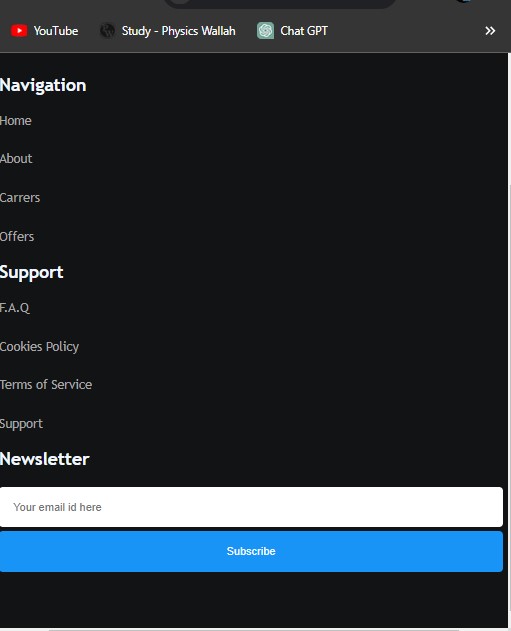 YouTube Study - Physics Wallah Chat GPT »
Navigation
Home
About
Carrers
Offers
Support
F.A.Q
Cookies Policy
Terms of Service
Support
Newsletter
Your email id here
Subscribe